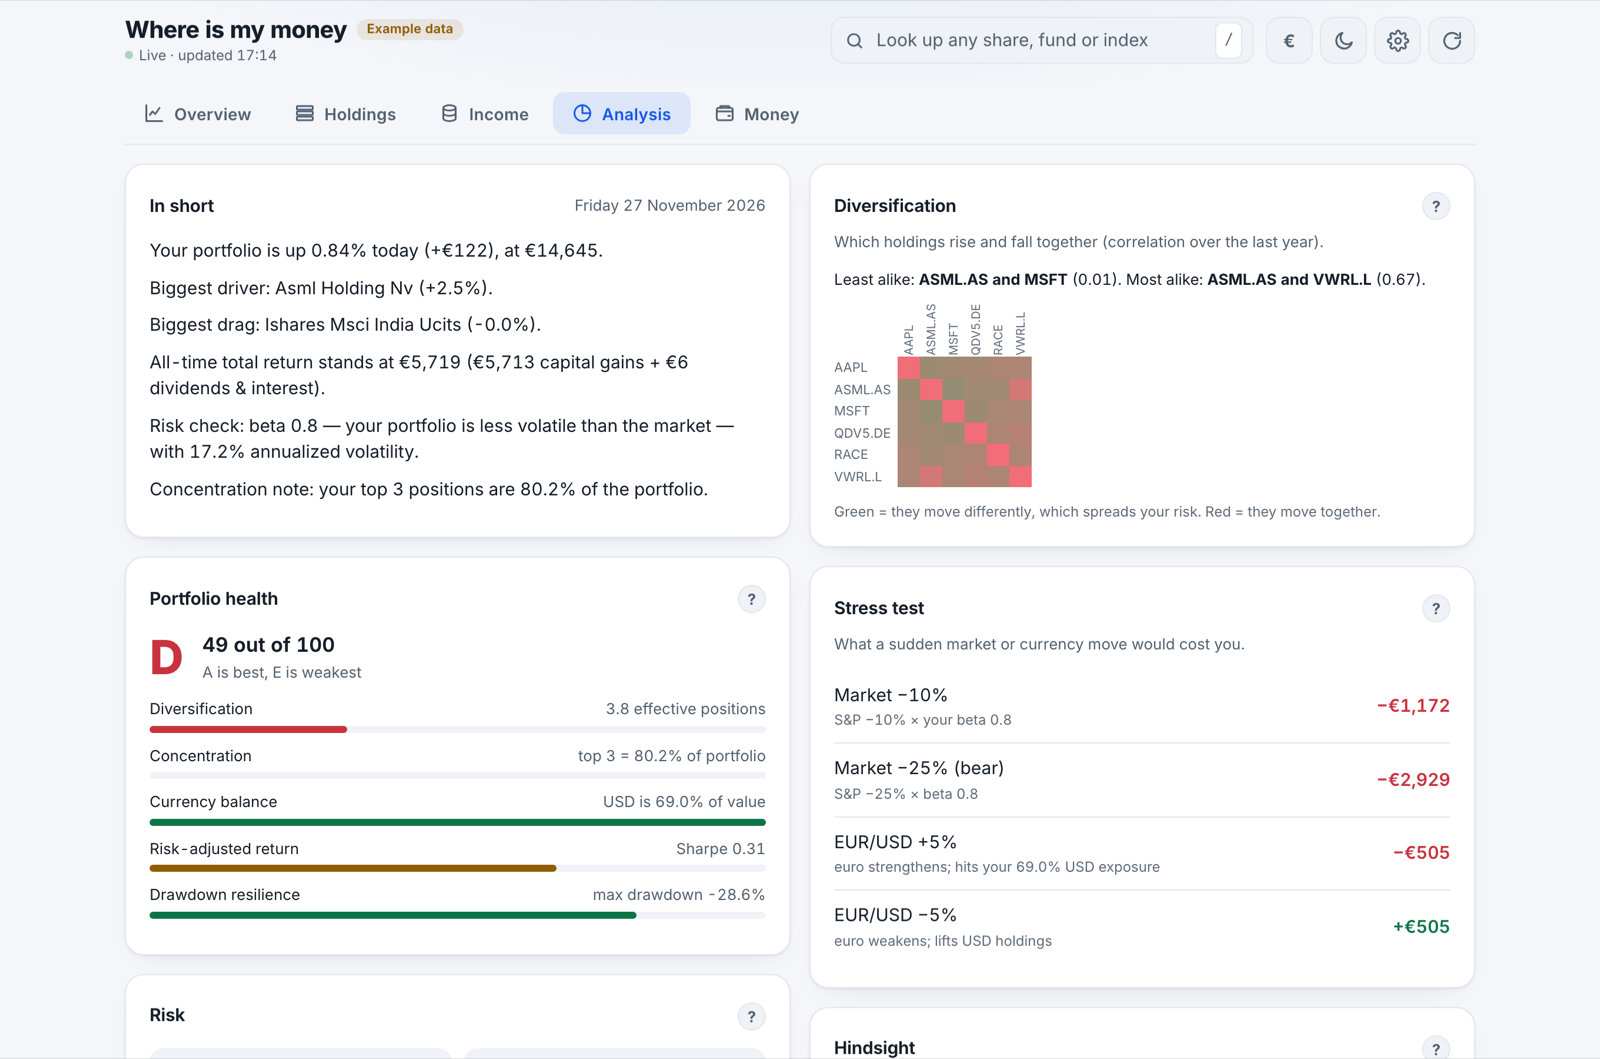 Where is my money
Example data
Live · updated 17:14
Look up any share, fund or index
/
€
Overview
Holdings
Income
Analysis
Money
In short
Friday 27 November 2026
Your portfolio is up 0.84% today (+€122), at €14,645.
Biggest driver: Asml Holding Nv (+2.5%).
Biggest drag: Ishares Msci India Ucits (-0.0%).
All-time total return stands at €5,719 (€5,713 capital gains + €6
dividends & interest).
Risk check: beta 0.8 — your portfolio is less volatile than the market —
with 17.2% annualized volatility.
Concentration note: your top 3 positions are 80.2% of the portfolio.
Portfolio health
?
D
49 out of 100
A is best, E is weakest
Diversification
3.8 effective positions
Concentration
top 3 = 80.2% of portfolio
Currency balance
USD is 69.0% of value
Risk-adjusted return
Sharpe 0.31
Drawdown resilience
max drawdown -28.6%
Risk
?
Diversification
?
Which holdings rise and fall together (correlation over the last year).
Least alike: ASML.AS and MSFT (0.01). Most alike: ASML.AS and VWRL.L (0.67).
AAPL
ASML.AS
MSFT
QDV5.DE
RACE
VWRL.L
AAPL
ASML.AS
MSFT
QDV5.DE
RACE
VWRL.L
Green = they move differently, which spreads your risk. Red = they move together.
Stress test
?
What a sudden market or currency move would cost you.
Market −10%
S&P −10% × your beta 0.8
−€1,172
Market −25% (bear)
S&P −25% × beta 0.8
−€2,929
EUR/USD +5%
euro strengthens; hits your 69.0% USD exposure
−€505
EUR/USD −5%
euro weakens; lifts USD holdings
+€505
Hindsight
?